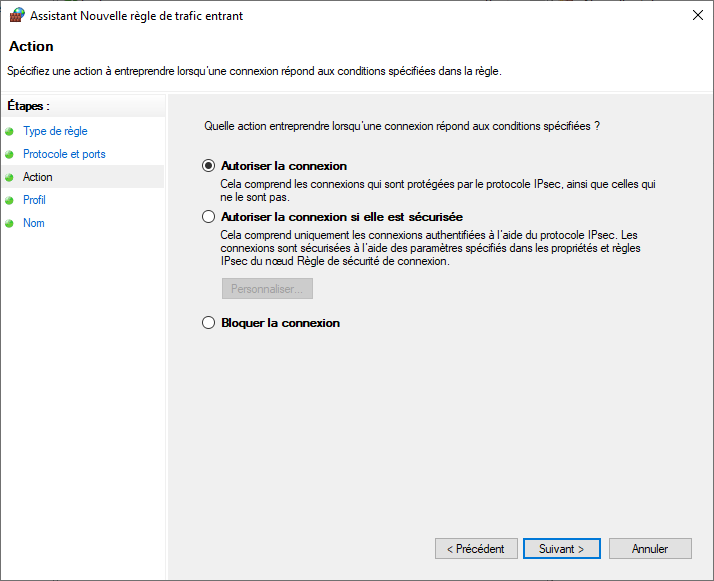 Assistant Nouvelle règle de trafic entrant
Action
Spécifiez une action à entreprendre lorsqu'une connexion répond aux conditions spécifiées dans la règle.
Étapes :
Type de règle
Protocole et ports
Action
Profil
Nom
Quelle action entreprendre lorsqu'une connexion répond aux conditions spécifiées ?
Autoriser la connexion
Cela comprend les connexions qui sont protégées par le protocole IPsec, ainsi que celles qui
ne le sont pas.
Autoriser la connexion si elle est sécurisée
Cela comprend uniquement les connexions authentifiées à l'aide du protocole IPsec. Les
connexions sont sécurisées à l'aide des paramètres spécifiés dans les propriétés et règles
IPsec du nœud Règle de sécurité de connexion.
Personnaliser...
Bloquer la connexion
< Précédent
Suivant >
Annuler